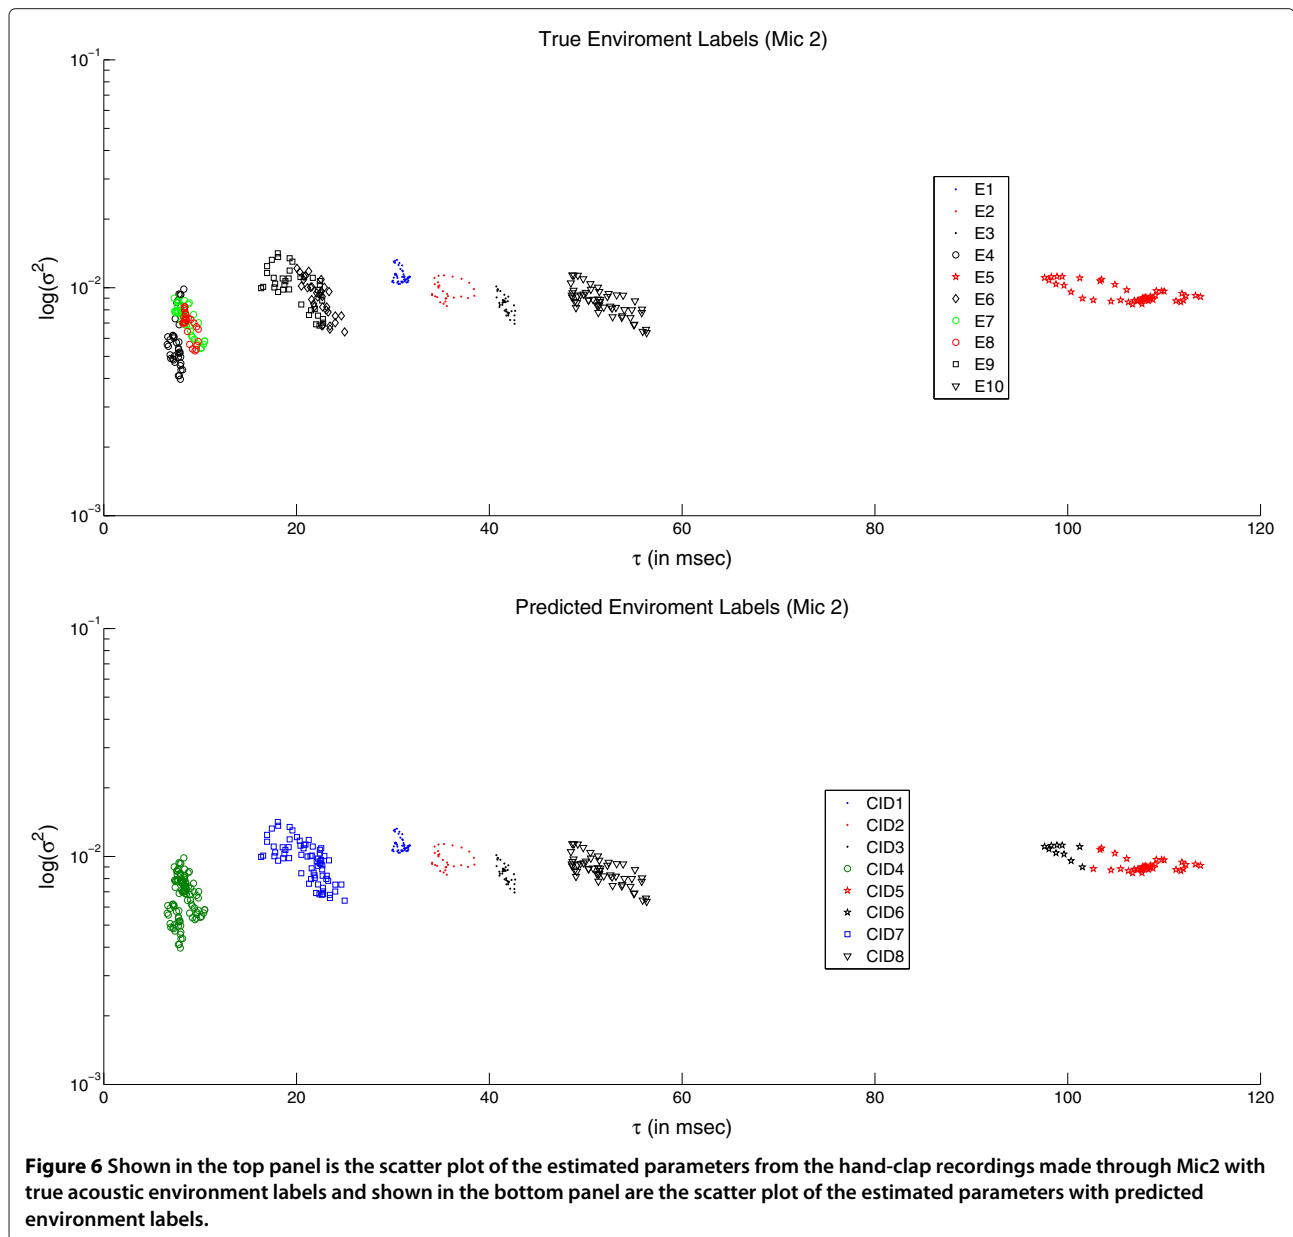 True Enviroment Labels (Mic 2)
10⁻¹
10⁻²
10⁻³
log(σ²)
0 20 40 60 80 100 120
τ (in msec)
E1
E2
E3
E4
E5
E6
E7
E8
E9
E10
Predicted Enviroment Labels (Mic 2)
10⁻¹
10⁻²
10⁻³
log(σ²)
0 20 40 60 80 100 120
τ (in msec)
CID1
CID2
CID3
CID4
CID5
CID6
CID7
CID8
Figure 6 Shown in the top panel is the scatter plot of the estimated parameters from the hand-clap recordings made through Mic2 with
true acoustic environment labels and shown in the bottom panel are the scatter plot of the estimated parameters with predicted
environment labels.